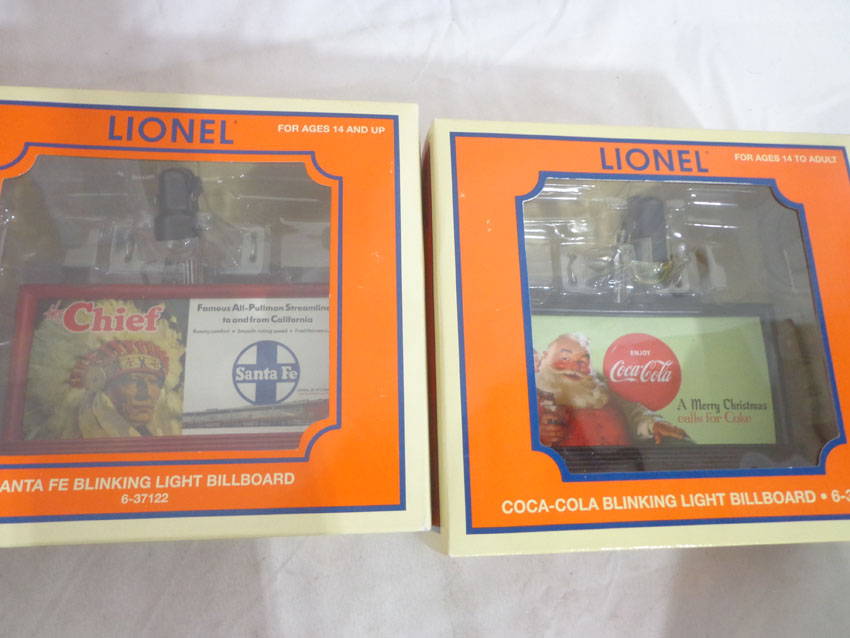 LIONEL
FOR AGES 14 AND UP
the Chief
Famous All-Pullman Streamline
to and from California
Roomy comfort • Smooth-riding speed • Fred Harvey
Santa Fe
ANTA FE BLINKING LIGHT BILLBOARD
6-37122
LIONEL
FOR AGES 14 TO ADULT
ENJOY
Coca-Cola
A Merry Christmas
calls for Coke
COCA-COLA BLINKING LIGHT BILLBOARD • 6-3